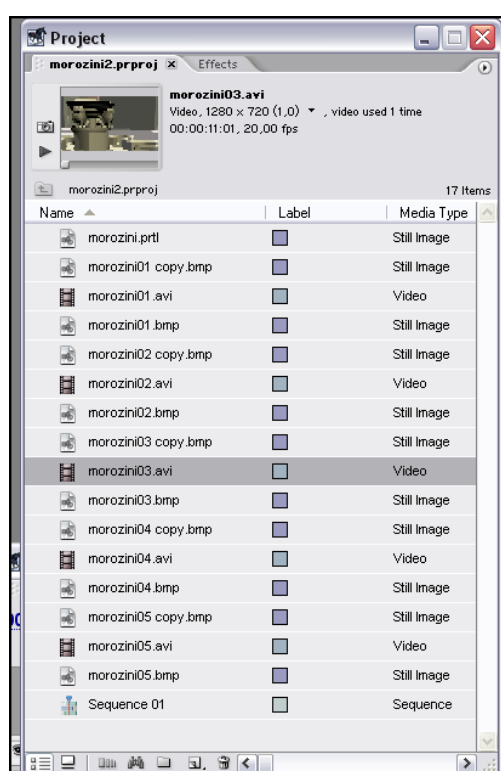 Project
morozini2.prproj x Effects
morozini03.avi
Video, 1280 x 720 (1,0) , video used 1 time
00:00:11:01, 20,00 fps
morozini2.prproj 17 Items
Name Label Media Type
morozini.prtl Still Image
morozini01 copy.bmp Still Image
morozini01.avi Video
morozini01.bmp Still Image
morozini02 copy.bmp Still Image
morozini02.avi Video
morozini02.bmp Still Image
morozini03 copy.bmp Still Image
morozini03.avi Video
morozini03.bmp Still Image
morozini04 copy.bmp Still Image
morozini04.avi Video
morozini04.bmp Still Image
morozini05 copy.bmp Still Image
morozini05.avi Video
morozini05.bmp Still Image
Sequence 01 Sequence